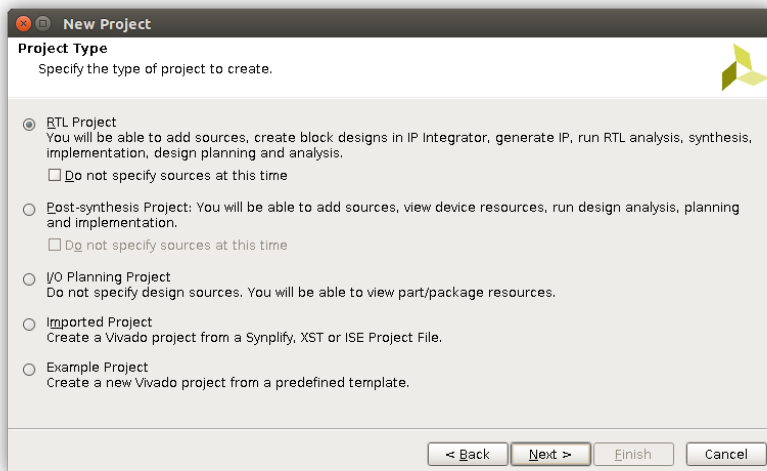 New Project
Project Type
Specify the type of project to create.
RTL Project
You will be able to add sources, create block designs in IP Integrator, generate IP, run RTL analysis, synthesis,
implementation, design planning and analysis.
Do not specify sources at this time
Post-synthesis Project: You will be able to add sources, view device resources, run design analysis, planning
and implementation.
Do not specify sources at this time
I/O Planning Project
Do not specify design sources. You will be able to view part/package resources.
Imported Project
Create a Vivado project from a Synplify, XST or ISE Project File.
Example Project
Create a new Vivado project from a predefined template.
< Back Next > Finish Cancel